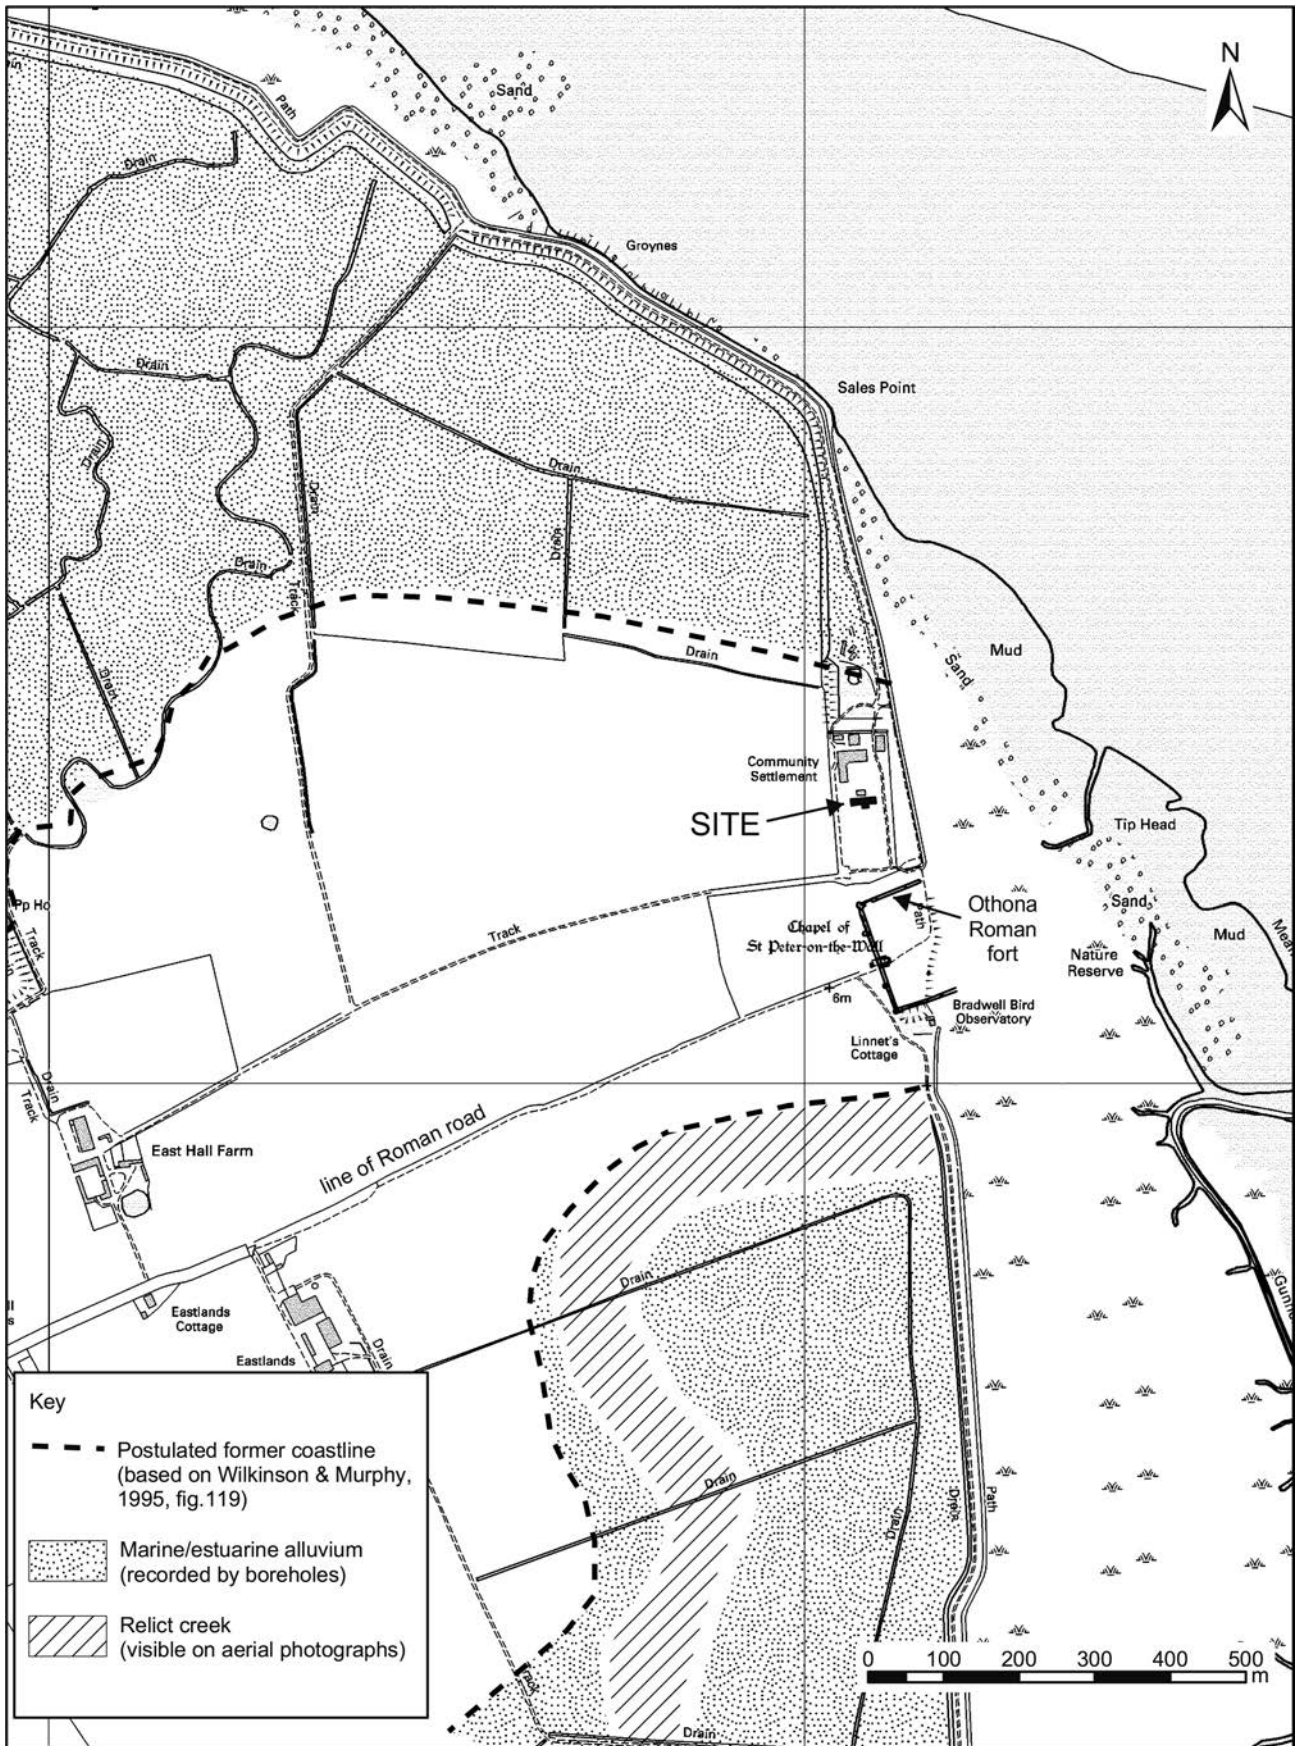 N
Sand
Path
Drain
Groynes
Drain
Sales Point
Drain
Drain
Drain
Drain
Drain
Track
Sand
Mud
Drain
Drain
Community
Settlement
SITE
Tip Head
Sand
Mud
Pp Ho
Track
Track
Chapel of
St Peter-on-the-Wall
Path
Othona
Roman
fort
Nature
Reserve
6m
Bradwell Bird
Observatory
Linnet's
Cottage
Drain
Track
East Hall Farm
line of Roman road
Drain
Eastlands
Cottage
Eastlands
Drain
Drain
Drain
Path
Drain
Track
Drain
Key
Postulated former coastline
(based on Wilkinson & Murphy,
1995, fig.119)
Marine/estuarine alluvium
(recorded by boreholes)
Relict creek
(visible on aerial photographs)
0 100 200 300 400 500
m